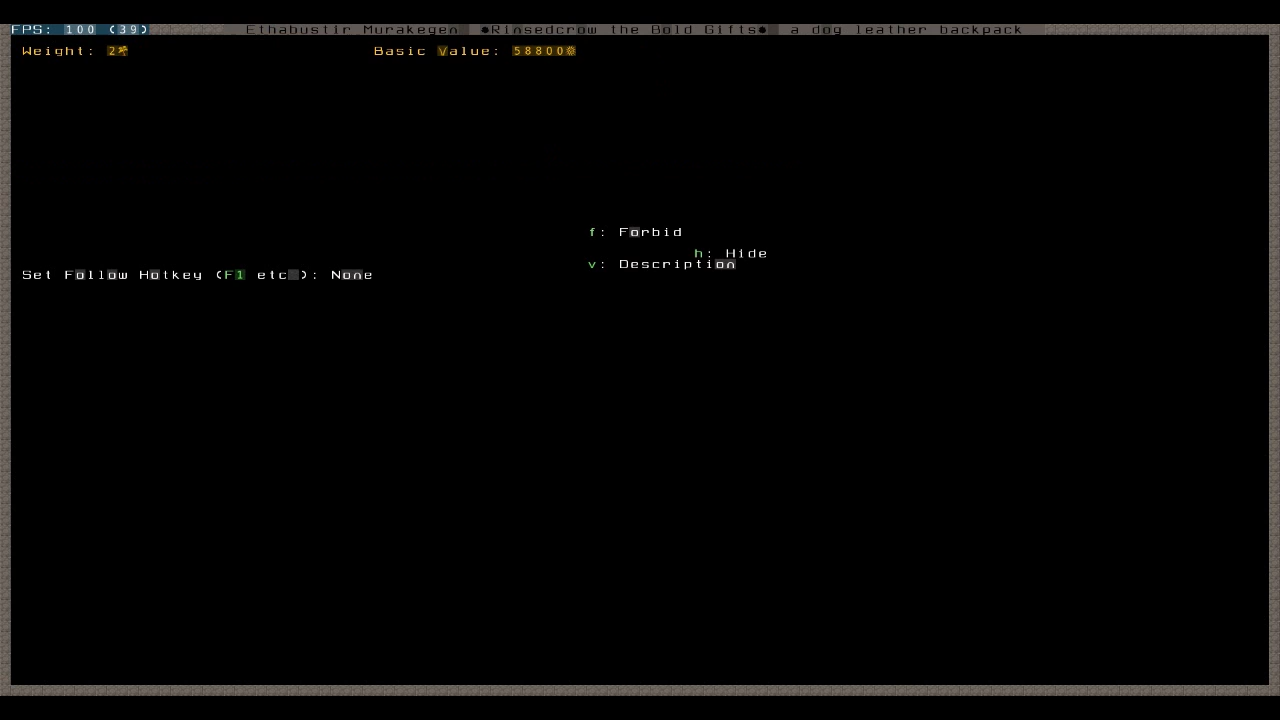 FPS: 100 (39) Ethabustir Murakegen "Rinsedcrow the Bold Gifts" a dog leather backpack
Weight: 2 Basic Value: 58800☼
f: Forbid
h: Hide
v: Description
Set Follow Hotkey (F1 etc.): None